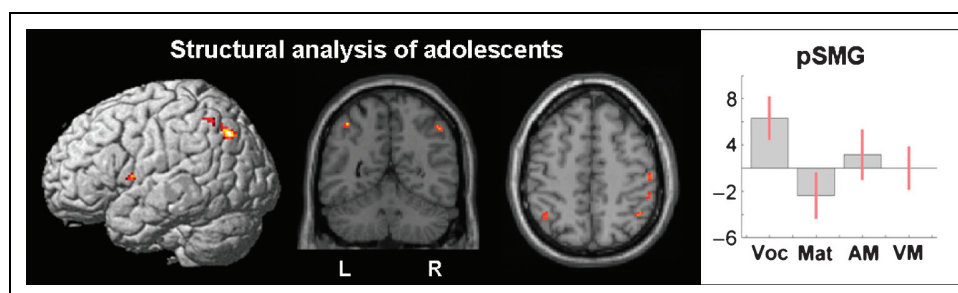 Structural analysis of adolescents
L R
pSMG
8
4
−2
−6
Voc Mat AM VM